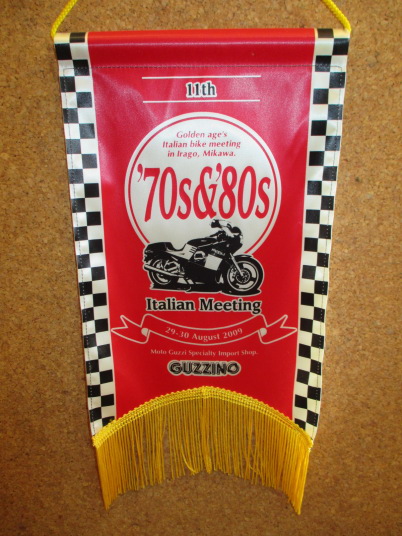 11th
Golden age's
Italian bike meeting
in Irago, Mikawa.
'70s&'80s
Italian Meeting
29-30 August 2009
Moto Guzzi Specialty Import Shop.
GUZZINO